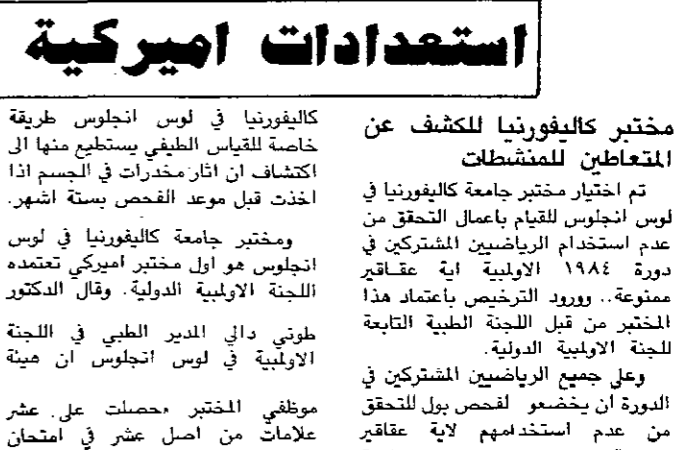 استعدادات اميركية
مختبر كاليفورنيا للكشف عن
المتعاطين للمنشطات
تم اختيار مختبر جامعة كاليفورنيا في
لوس انجلوس للقيام باعمال التحقق من
عدم استخدام الرياضيين المشتركين في
دورة ١٩٨٤ الاولمبية اية عقاقير
ممنوعة.. وورود الترخيص باعتماد هذا
المختبر من قبل اللجنة الطبية التابعة
للجنة الاولمبية الدولية.
وعلى جميع الرياضيين المشتركين في
الدورة ان يخضعو لفحص بول للتحقق
من عدم استخدامهم لاية عقاقير
كاليفورنيا في لوس انجلوس طريقة
خاصة للقياس الطيفي يستطيع منها الى
اكتشاف ان اثار مخدرات في الجسم اذا
اخذت قبل موعد الفحص بستة اشهر.
ومختبر جامعة كاليفورنيا في لوس
انجلوس هو اول مختبر اميركي تعتمده
اللجنة الاولمبية الدولية. وقال الدكتور
طوني دالي المدير الطبي في اللجنة
الاولمبية في لوس انجلوس ان هيئة
موظفي المختبر حصلت على عشر
علامات من اصل عشر في امتحان